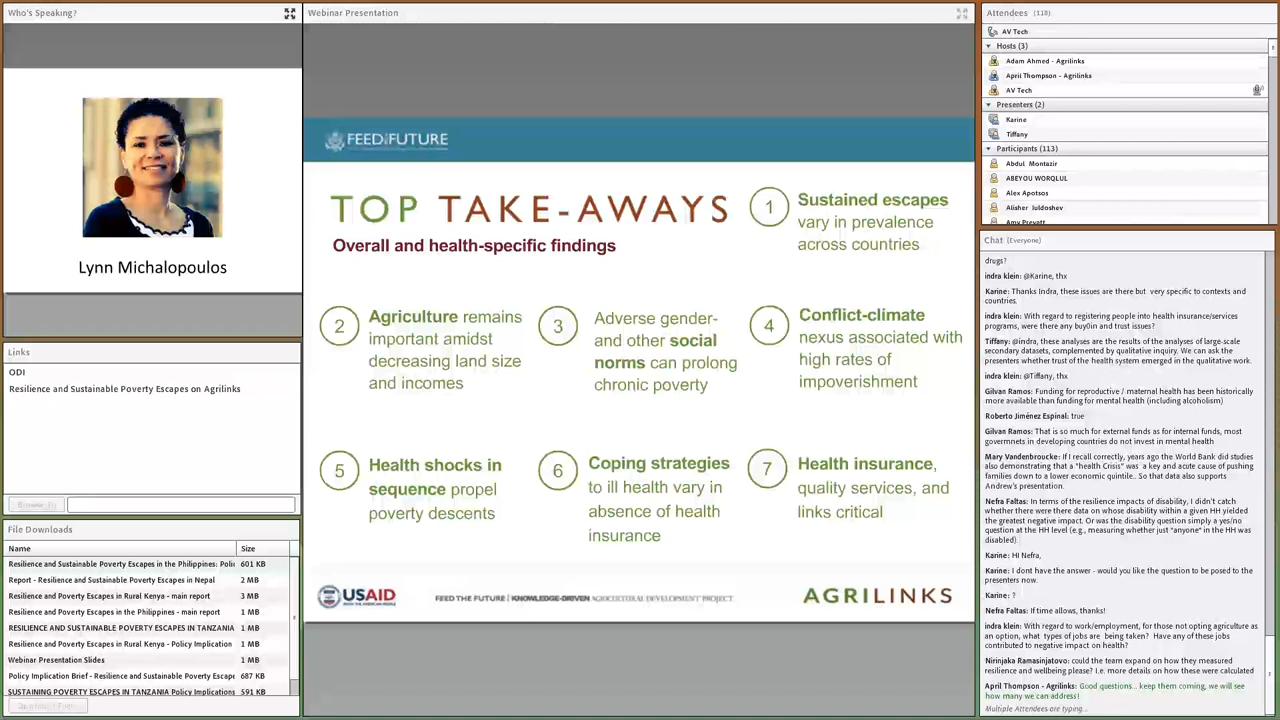 Who's Speaking?
Lynn Michalopoulos
Links
ODI
Resilience and Sustainable Poverty Escapes on Agrilinks
Browse To
File Downloads
Name
Size
Resilience and Sustainable Poverty Escapes in the Philippines: Poli
601 KB
Report - Resilience and Sustainable Poverty Escapes in Nepal
2 MB
Resilience and Poverty Escapes in Rural Kenya - main report
3 MB
Resilience and Poverty Escapes in the Philippines - main report
1 MB
RESILIENCE AND SUSTAINABLE POVERTY ESCAPES IN TANZANIA
1 MB
Resilience and Poverty Escapes in Rural Kenya - Policy Implication
1 MB
Webinar Presentation Slides
1 MB
Policy Implication Brief - Resilience and Sustainable Poverty Escape
687 KB
SUSTAINING POVERTY ESCAPES IN TANZANIA Policy Implications
591 KB
Webinar Presentation
FEED THE FUTURE
TOP TAKE-AWAYS
Overall and health-specific findings
1
Sustained escapes
vary in prevalence
across countries
2
Agriculture remains
important amidst
decreasing land size
and incomes
3
Adverse gender-
and other social
norms can prolong
chronic poverty
4
Conflict-climate
nexus associated with
high rates of
impoverishment
5
Health shocks in
sequence propel
poverty descents
6
Coping strategies
to ill health vary in
absence of health
insurance
7
Health insurance,
quality services, and
links critical
USAID
FROM THE AMERICAN PEOPLE
FEED THE FUTURE KNOWLEDGE-DRIVEN AGRICULTURAL DEVELOPMENT PROJECT
AGRILINKS
Attendees (118)
AV Tech
Hosts (3)
Adam Ahmed - Agrilinks
April Thompson - Agrilinks
AV Tech
Presenters (2)
Karine
Tiffany
Participants (113)
Abdul Montazir
ABEYOU WORQLUL
Alex Apotsos
Alisher Juldoshev
Amy Prevatt
Chat (Everyone)
drugs?
indra klein: @Karine, thx
Karine: Thanks Indra, these issues are there but very specific to contexts and
countries.
indra klein: With regard to registering people into health insurance/services
programs, were there any buy0in and trust issues?
Tiffany: @indra, these analyses are the results of the analyses of large-scale
secondary datasets, complemented by qualitative inquiry. We can ask the
presenters whether trust of the health system emerged in the qualitative work.
indra klein: @Tiffany, thx
Gilvan Ramos: Funding for reproductive / maternal health has been historically
more available than funding for mental health (including alcoholism)
Roberto Jiménez Espinal: true
Gilvan Ramos: That is so much for external funds as for internal funds, most
governmnets in developing countries do not invest in mental health
Mary Vandenbroucke: If I recall correctly, years ago the World Bank did studies
also demonstrating that a "health Crisis" was a key and acute cause of pushing
families down to a lower economic quintile.. So that data also supports
Andrew's presentation.
Nefra Faltas: In terms of the resilience impacts of disability, I didn't catch
whether there were there data on whose disability within a given HH yielded
the greatest negative impact. Or was the disability question simply a yes/no
question at the HH level (e.g., measuring whether just "anyone" in the HH was
disabled).
Karine: HI Nefra,
Karine: I dont have the answer - would you like the question to be posed to the
presenters now.
Karine: ?
Nefra Faltas: If time allows, thanks!
indra klein: With regard to work/employment, for those not opting agriculture as
an option, what types of jobs are being taken? Have any of these jobs
contributed to negative impact on health?
Nirinjaka Ramasinjatovo: could the team expand on how they measured
resilience and wellbeing please? I.e. more details on how these were calculated
April Thompson - Agrilinks: Good questions... keep them coming, we will see
how many we can address!
Multiple Attendees are typing...